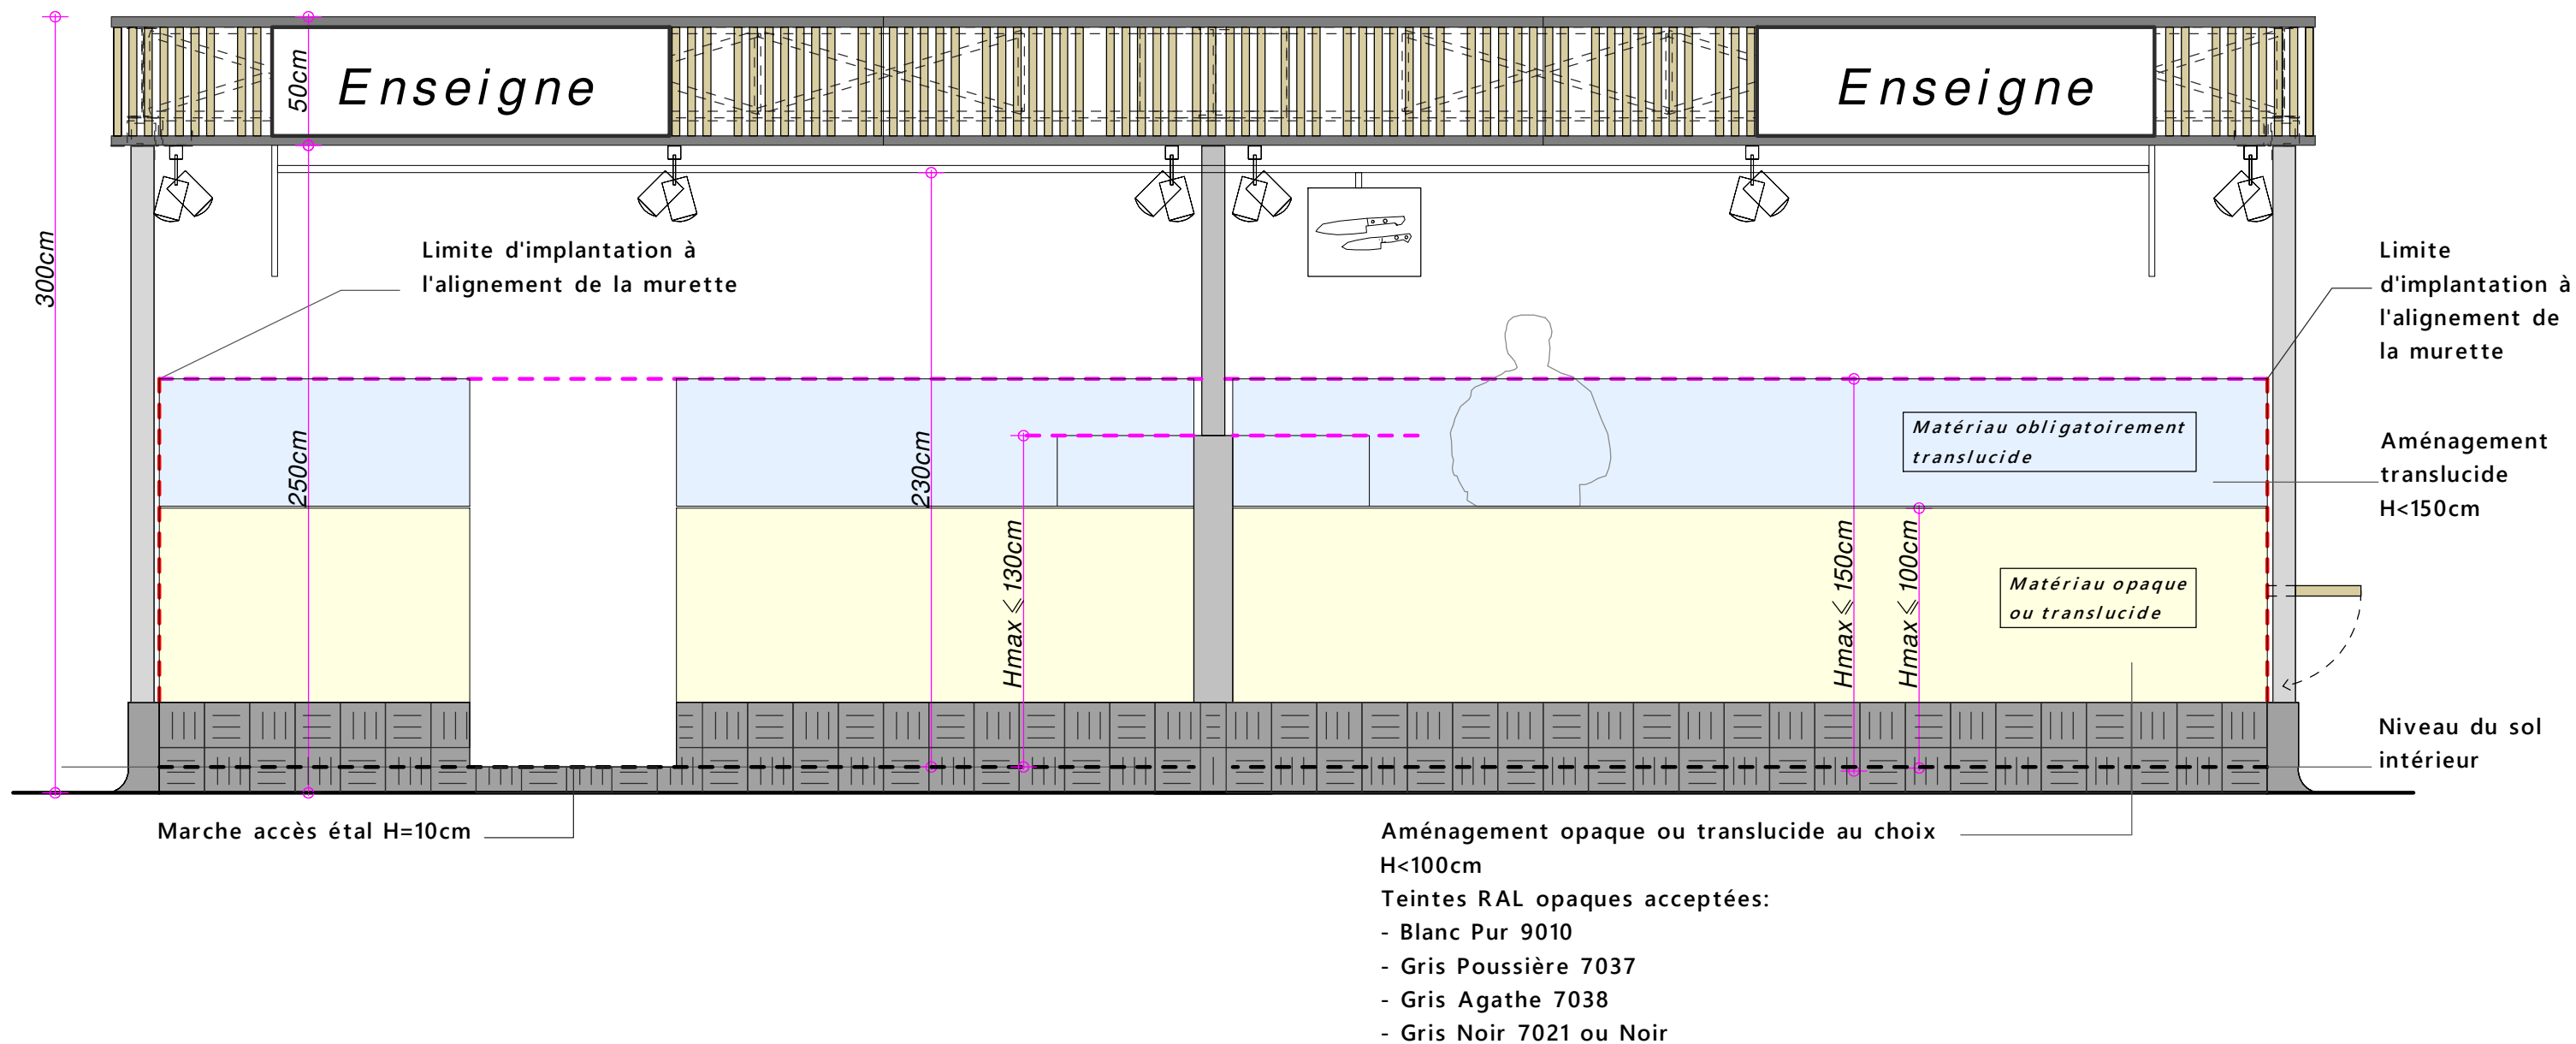 Enseigne
Enseigne
50cm
300cm
250cm
230cm
Limite d'implantation à
l'alignement de la murette
Limite
d'implantation à
l'alignement de
la murette
Matériau obligatoirement
translucide
Aménagement
translucide
H<150cm
Hmax ⩽ 130cm
Hmax ⩽ 150cm
Hmax ⩽ 100cm
Matériau opaque
ou translucide
Niveau du sol
intérieur
Marche accès étal H=10cm
Aménagement opaque ou translucide au choix
H<100cm
Teintes RAL opaques acceptées:
- Blanc Pur 9010
- Gris Poussière 7037
- Gris Agathe 7038
- Gris Noir 7021 ou Noir